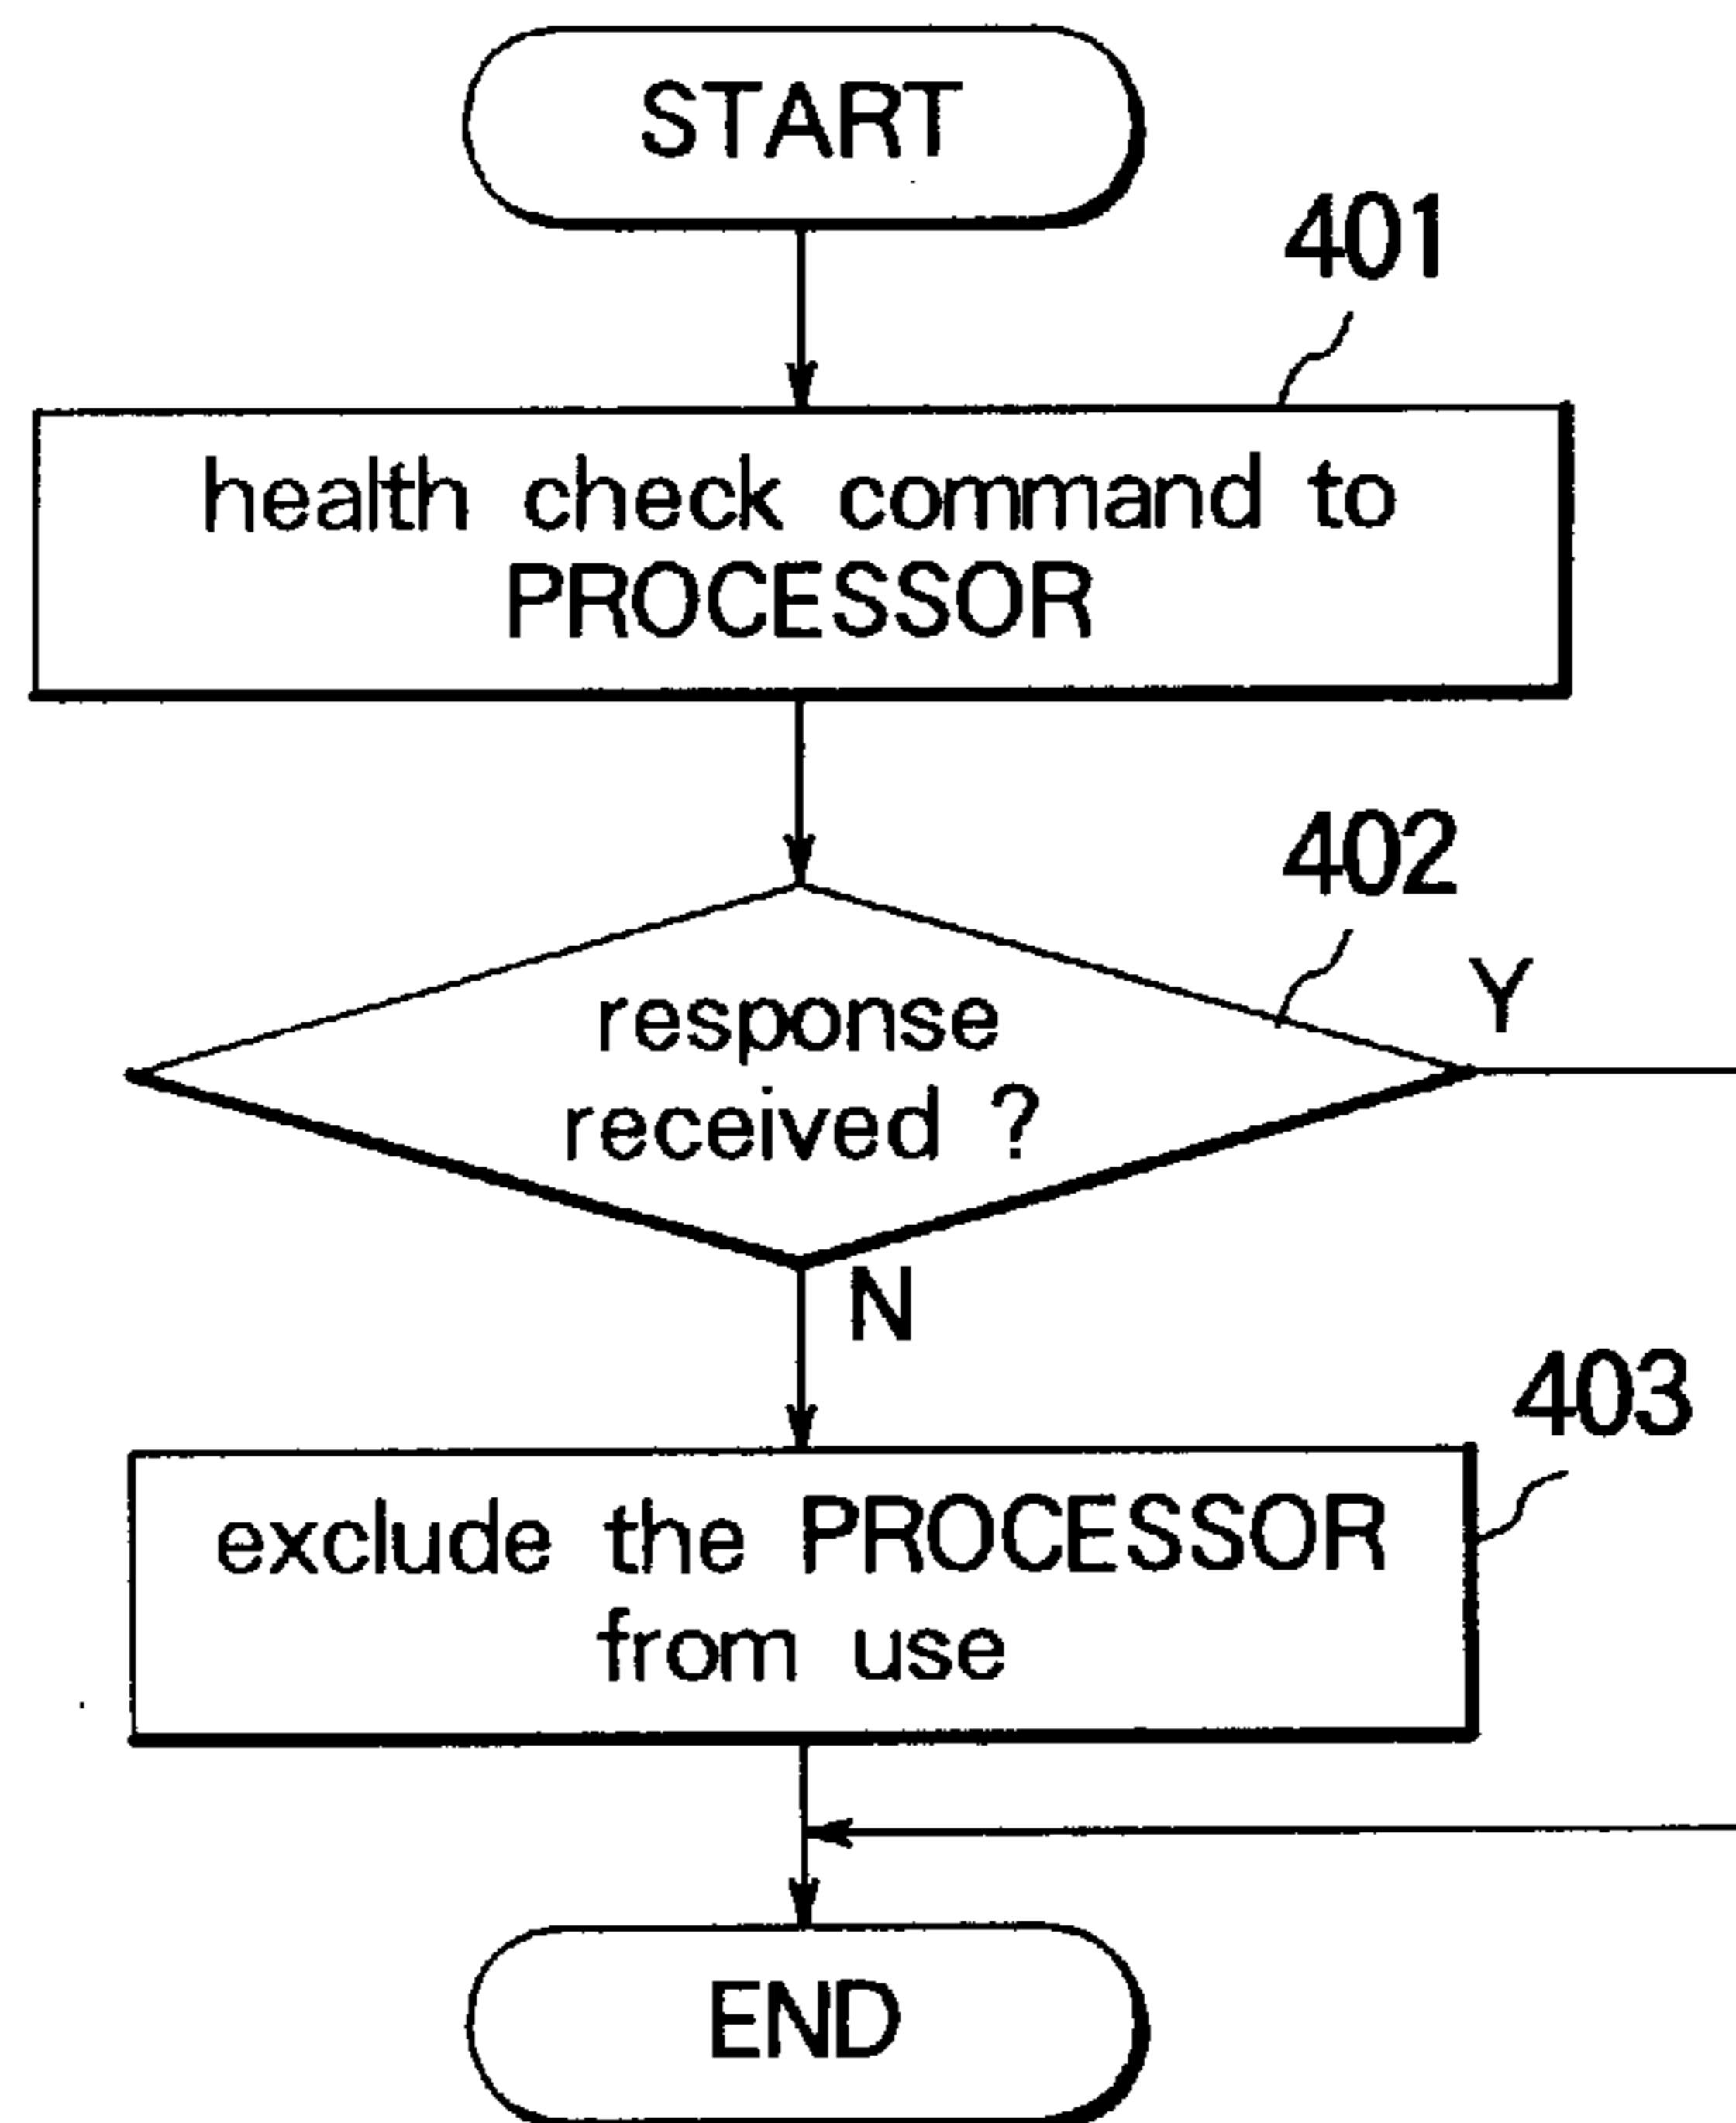 START
401
health check command to
PROCESSOR
402
Y
response
received ?
N
403
exclude the PROCESSOR
from use
END